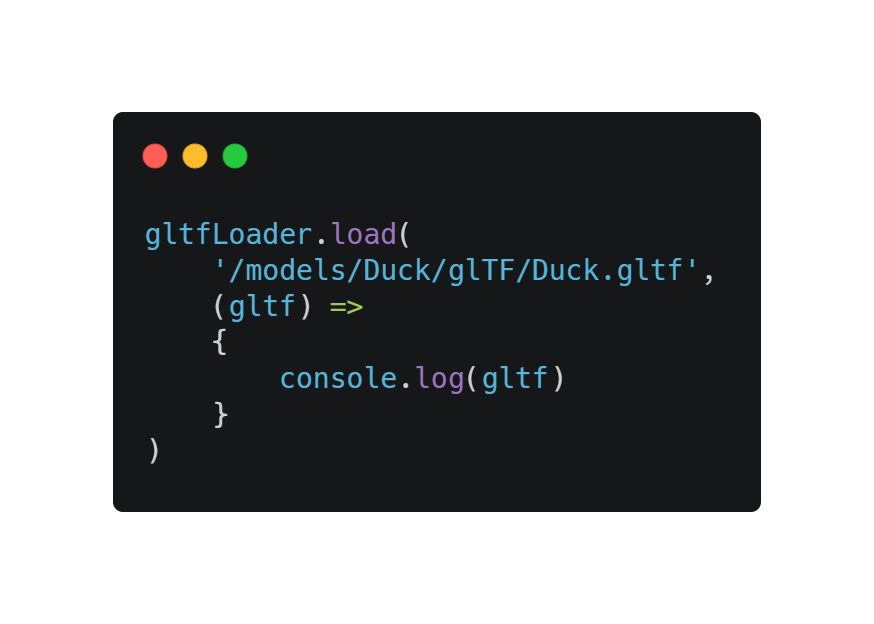 gltfLoader.load(
    '/models/Duck/glTF/Duck.gltf',
    (gltf) =>
    {
        console.log(gltf)
    }
)